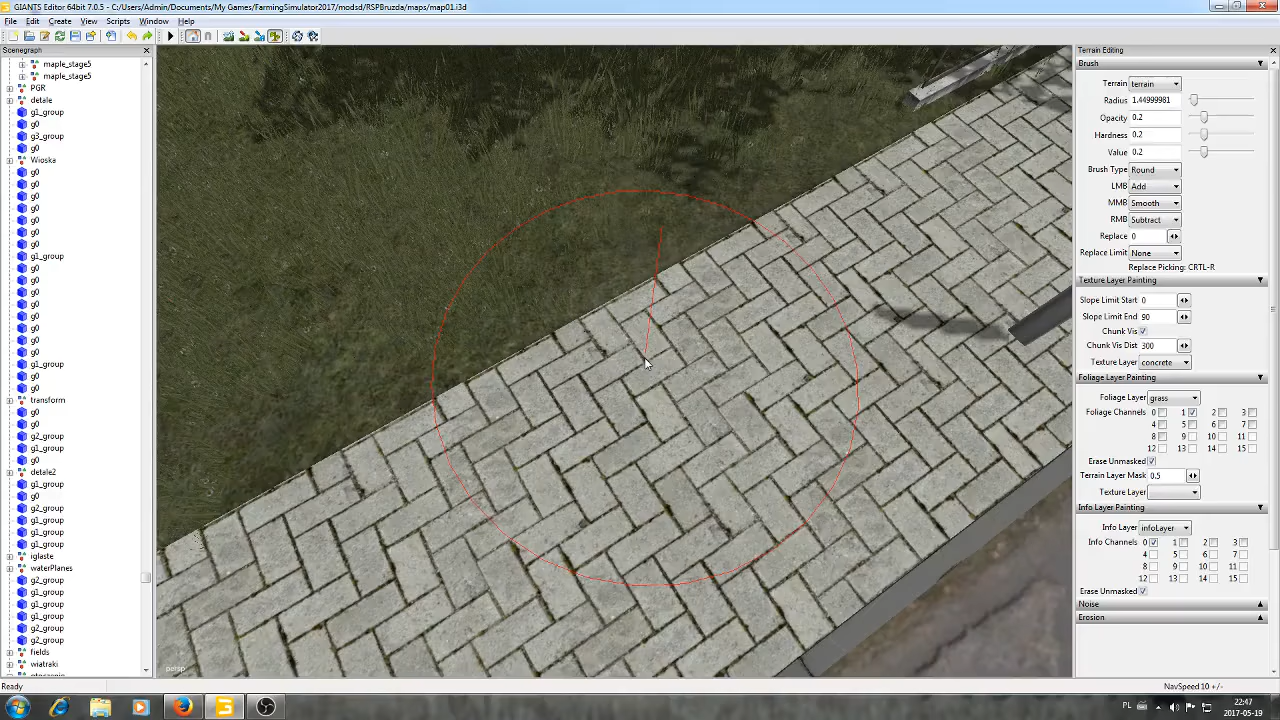 GIANTS Editor 64bit 7.0.5 - C:/Users/Admin/Documents/My Games/FarmingSimulator2017/modsd/RSPBruzda/maps/map01.i3d
File Edit Create View Scripts Window Help
Scenegraph
maple_stage5
maple_stage5
PGR
detale
g1_group
g0
g3_group
g0
Wioska
g0
g0
g0
g0
g0
g0
g1_group
g0
g0
g0
g0
g0
g0
g0
g0
g1_group
g0
g0
transform
g0
g0
g2_group
g1_group
g0
detale2
g1_group
g0
g2_group
g1_group
g1_group
g1_group
iglaste
waterPlanes
g2_group
g1_group
g1_group
g1_group
g2_group
g2_group
fields
wiatraki
persp
Terrain Editing
Brush
Terrain terrain
Radius 1.44999981
Opacity 0.2
Hardness 0.2
Value 0.2
Brush Type Round
LMB Add
MMB Smooth
RMB Subtract
Replace 0
Replace Limit None
Replace Picking: CRTL-R
Texture Layer Painting
Slope Limit Start 0
Slope Limit End 90
Chunk Vis
Chunk Vis Dist 300
Texture Layer concrete
Foliage Layer Painting
Foliage Layer grass
Foliage Channels 0 1 2 3
4 5 6 7
8 9 10 11
12 13 14 15
Erase Unmasked
Terrain Layer Mask 0.5
Texture Layer
Info Layer Painting
Info Layer infoLayer
Info Channels 0 1 2 3
4 5 6 7
8 9 10 11
12 13 14 15
Erase Unmasked
Noise
Erosion
Ready
NavSpeed 10 +/-
PL
22:47
2017-05-19